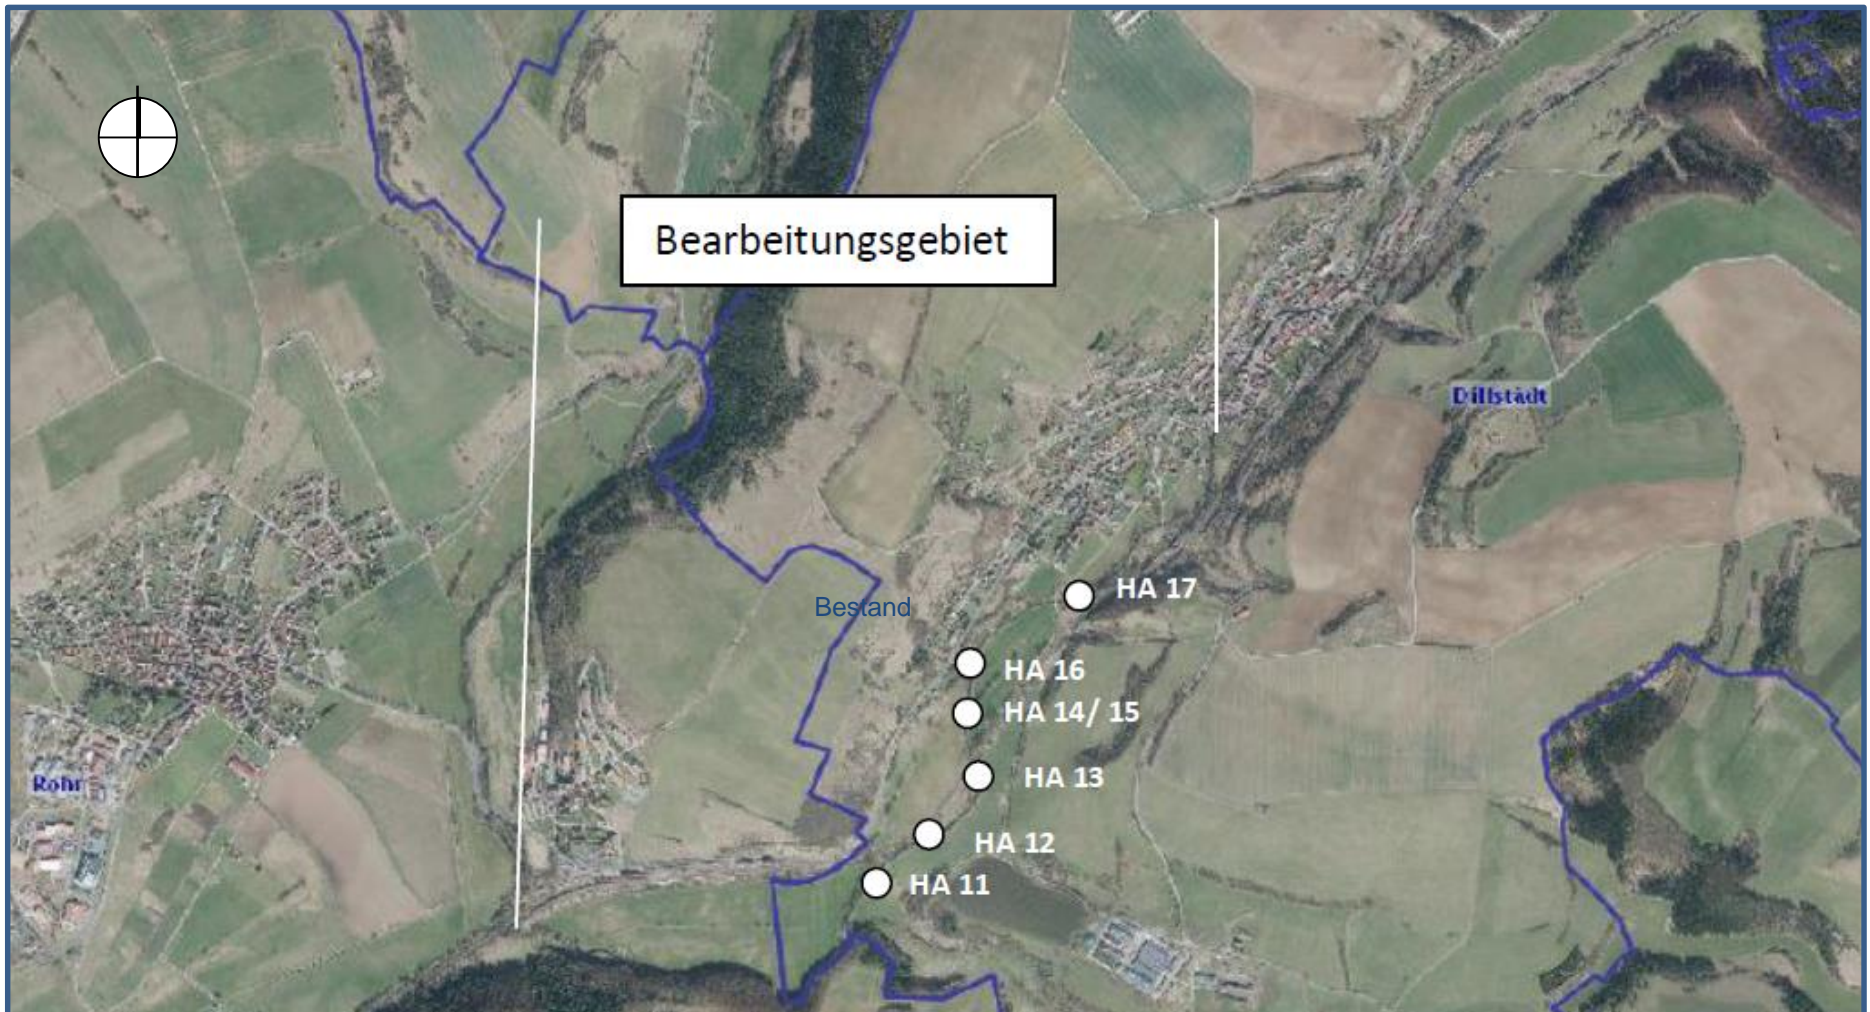 Bearbeitungsgebiet
Dillstädt
HA 17
Bestand
HA 16
HA 14/ 15
HA 13
Rohr
HA 12
HA 11